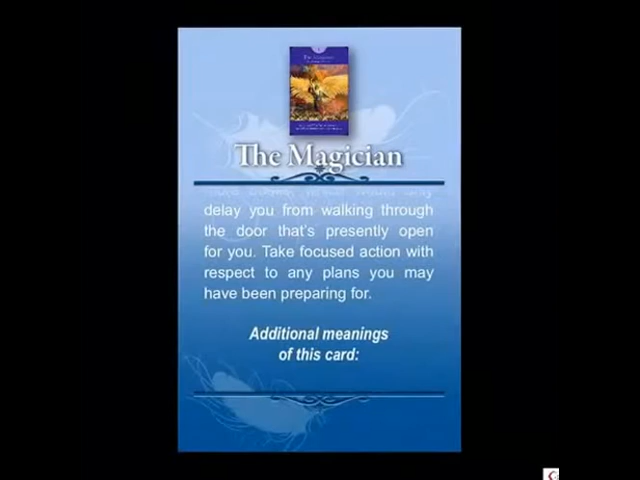 The Magician
delay you from walking through
the door that's presently open
for you. Take focused action with
respect to any plans you may
have been preparing for.
Additional meanings
of this card: